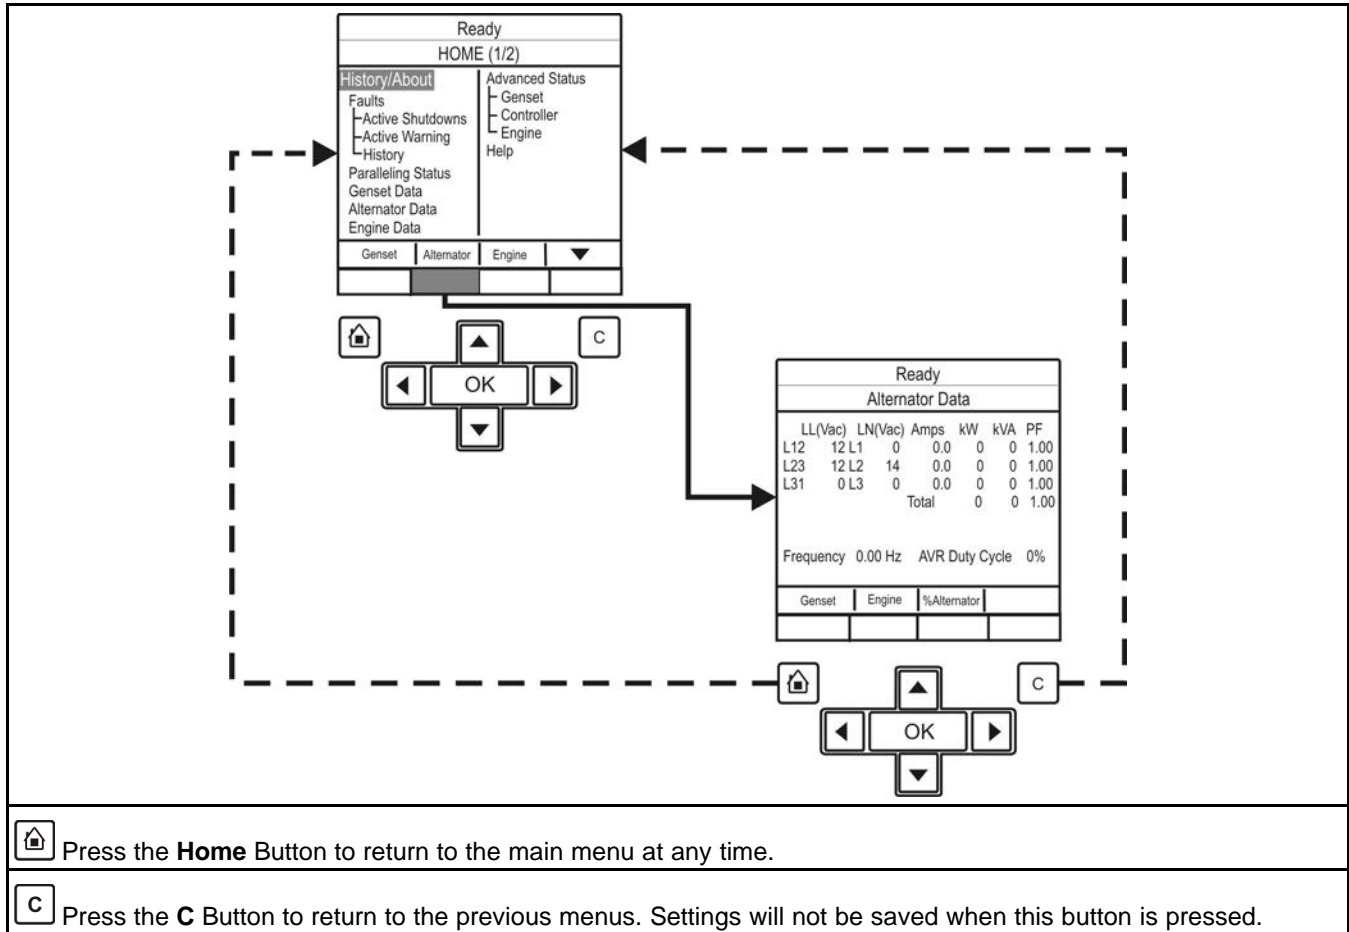 Ready
HOME (1/2)
History/About
Faults
Active Shutdowns
Active Warning
History
Paralleling Status
Genset Data
Alternator Data
Engine Data
Advanced Status
Genset
Controller
Engine
Help
Genset Alternator Engine
C
OK
Ready
Alternator Data
LL(Vac) LN(Vac) Amps kW kVA PF
L12 12 L1 0 0.0 0 0 1.00
L23 12 L2 14 0.0 0 0 1.00
L31 0 L3 0 0.0 0 0 1.00
Total 0 0 1.00
Frequency 0.00 Hz AVR Duty Cycle 0%
Genset Engine %Alternator
C
OK
Press the Home Button to return to the main menu at any time.
C Press the C Button to return to the previous menus. Settings will not be saved when this button is pressed.